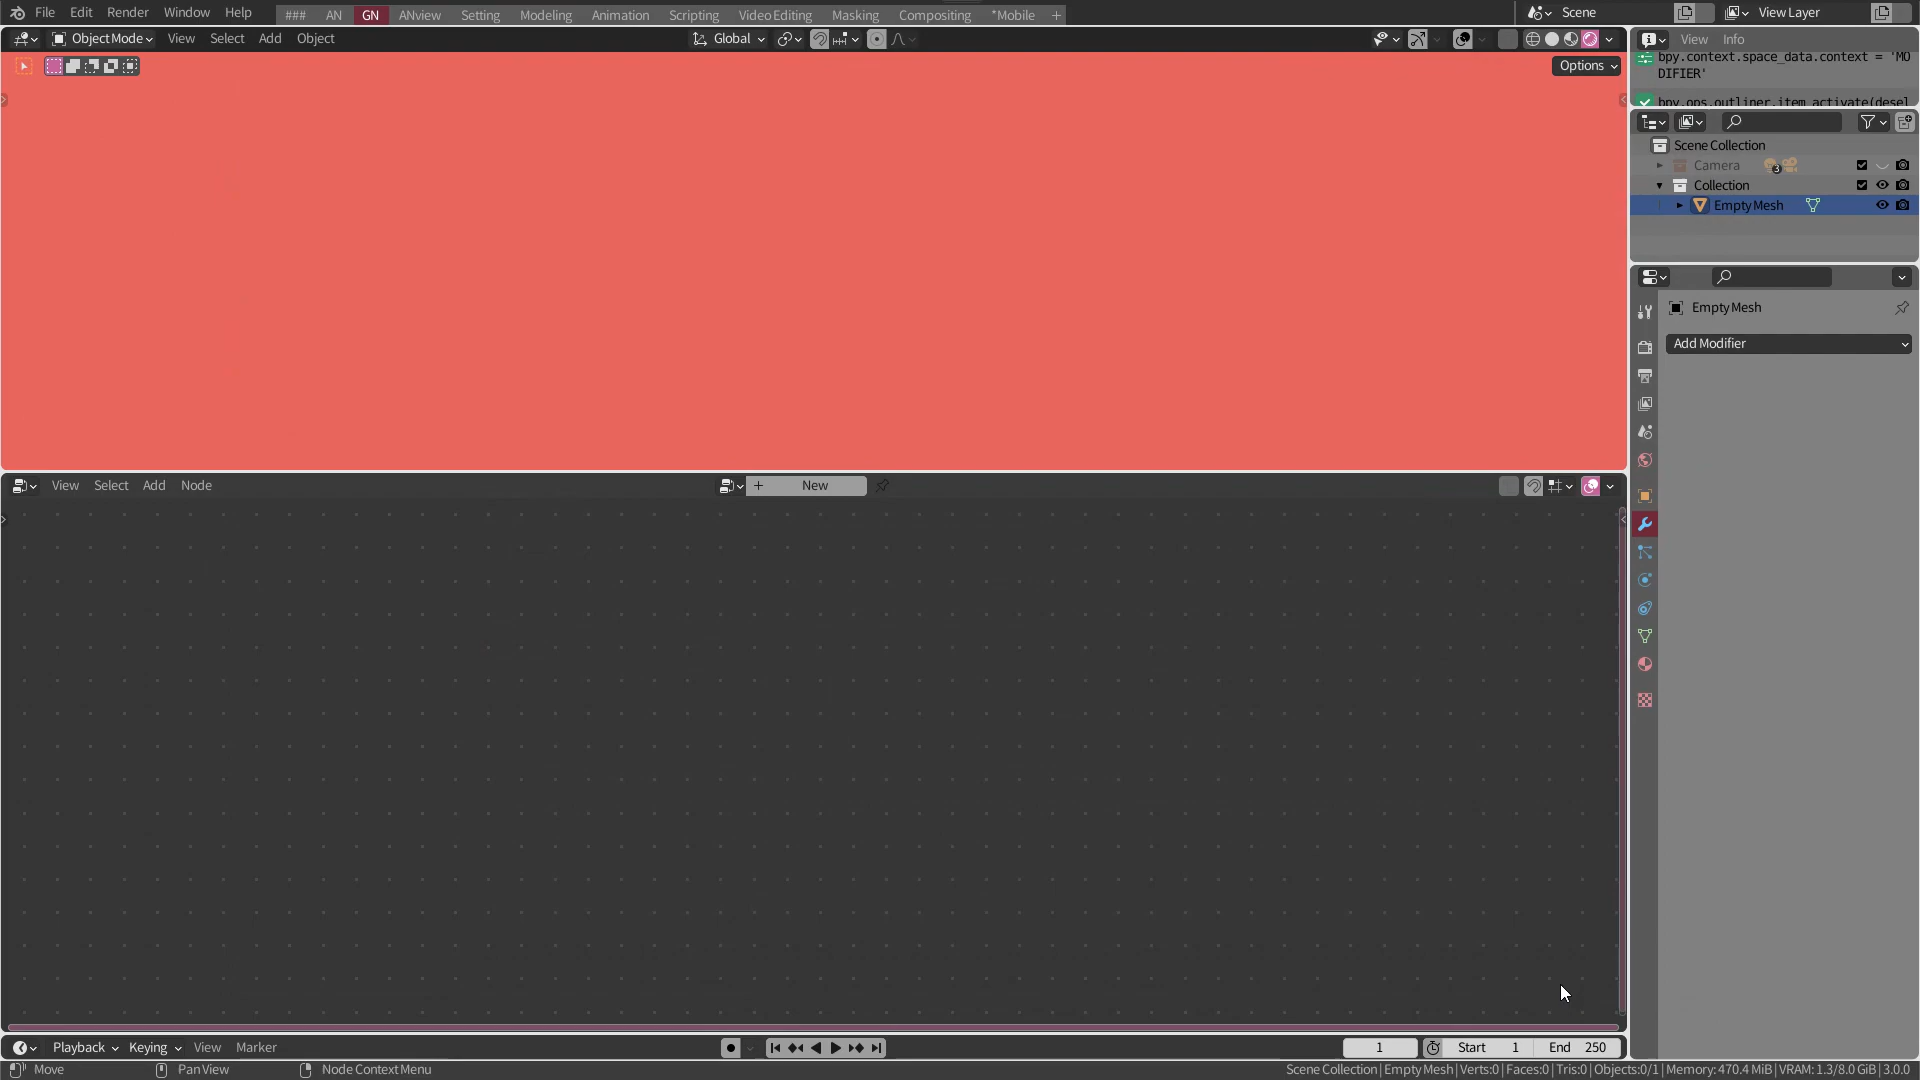 File Edit Render Window Help ### AN GN ANview Setting Modeling Animation Scripting Video Editing Masking Compositing *Mobile + Scene View Layer
Object Mode View Select Add Object Global
Options
View Info
bpy.context.space_data.context = 'MO
DIFIER'
bpy.ops.outliner.item_activate(desel
Scene Collection
Camera 3
Collection
EmptyMesh
EmptyMesh
Add Modifier
View Select Add Node + New
Playback Keying View Marker 1 Start 1 End 250
Move Pan View Node Context Menu Scene Collection | EmptyMesh | Verts:0 | Faces:0 | Tris:0 | Objects:0/1 | Memory: 470.4 MiB | VRAM: 1.3/8.0 GiB | 3.0.0